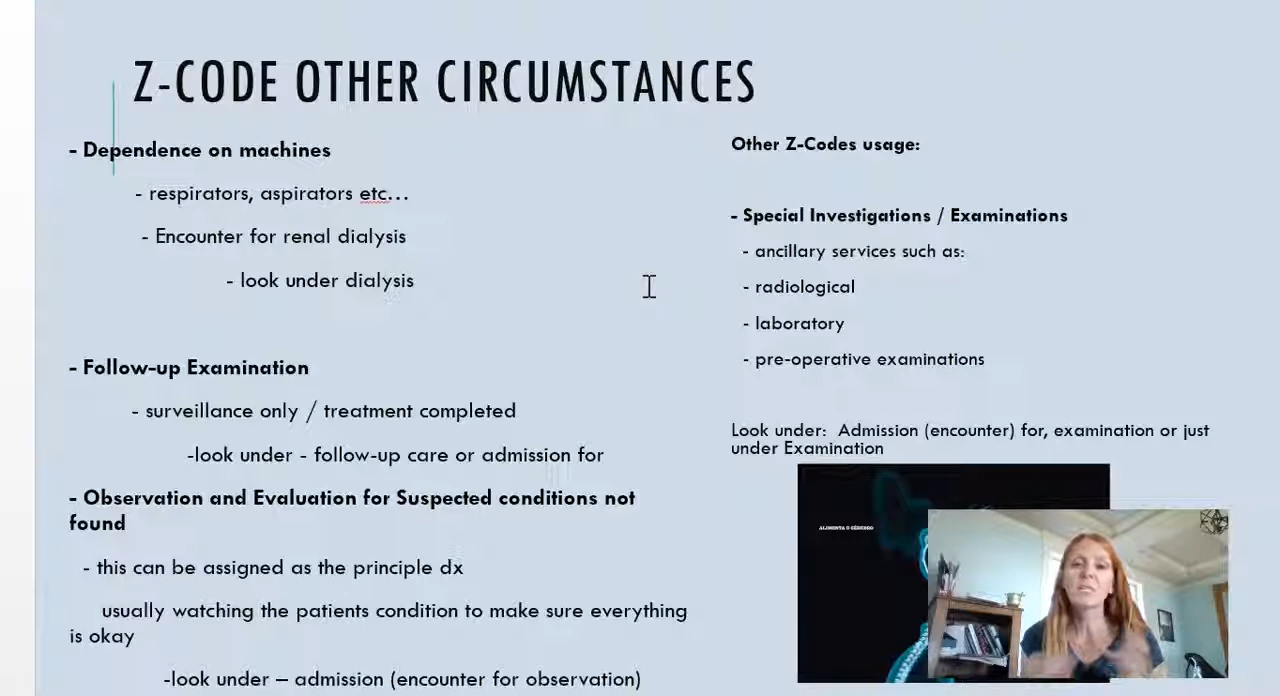 Z-CODE OTHER CIRCUMSTANCES
- Dependence on machines
- respirators, aspirators etc...
- Encounter for renal dialysis
- look under dialysis
- Follow-up Examination
- surveillance only / treatment completed
-look under - follow-up care or admission for
- Observation and Evaluation for Suspected conditions not
found
- this can be assigned as the principle dx
usually watching the patients condition to make sure everything
is okay
-look under – admission (encounter for observation)
Other Z-Codes usage:
- Special Investigations / Examinations
- ancillary services such as:
- radiological
- laboratory
- pre-operative examinations
Look under:  Admission (encounter) for, examination or just
under Examination
ALIMENTA O CÉREBRO